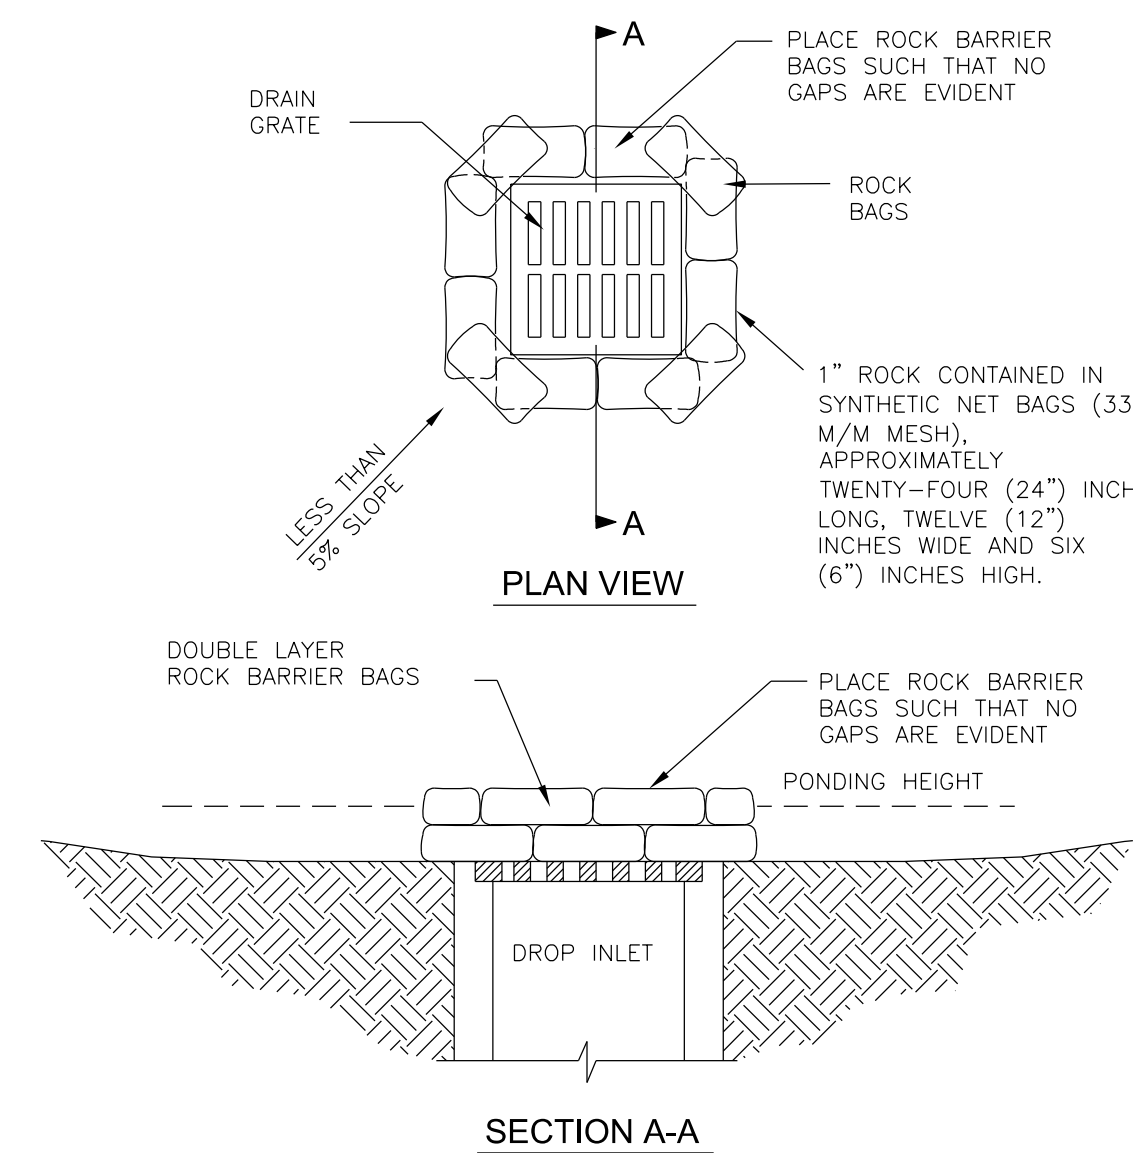 A
PLACE ROCK BARRIER
BAGS SUCH THAT NO
GAPS ARE EVIDENT
DRAIN
GRATE
ROCK
BAGS
1” ROCK CONTAINED IN
SYNTHETIC NET BAGS (33
M/M MESH),
APPROXIMATELY
TWENTY–FOUR (24”) INCH
LONG, TWELVE (12”)
INCHES WIDE AND SIX
(6”) INCHES HIGH.
LESS THAN
5% SLOPE
A
PLAN VIEW
DOUBLE LAYER
ROCK BARRIER BAGS
PLACE ROCK BARRIER
BAGS SUCH THAT NO
GAPS ARE EVIDENT
PONDING HEIGHT
DROP INLET
SECTION A-A